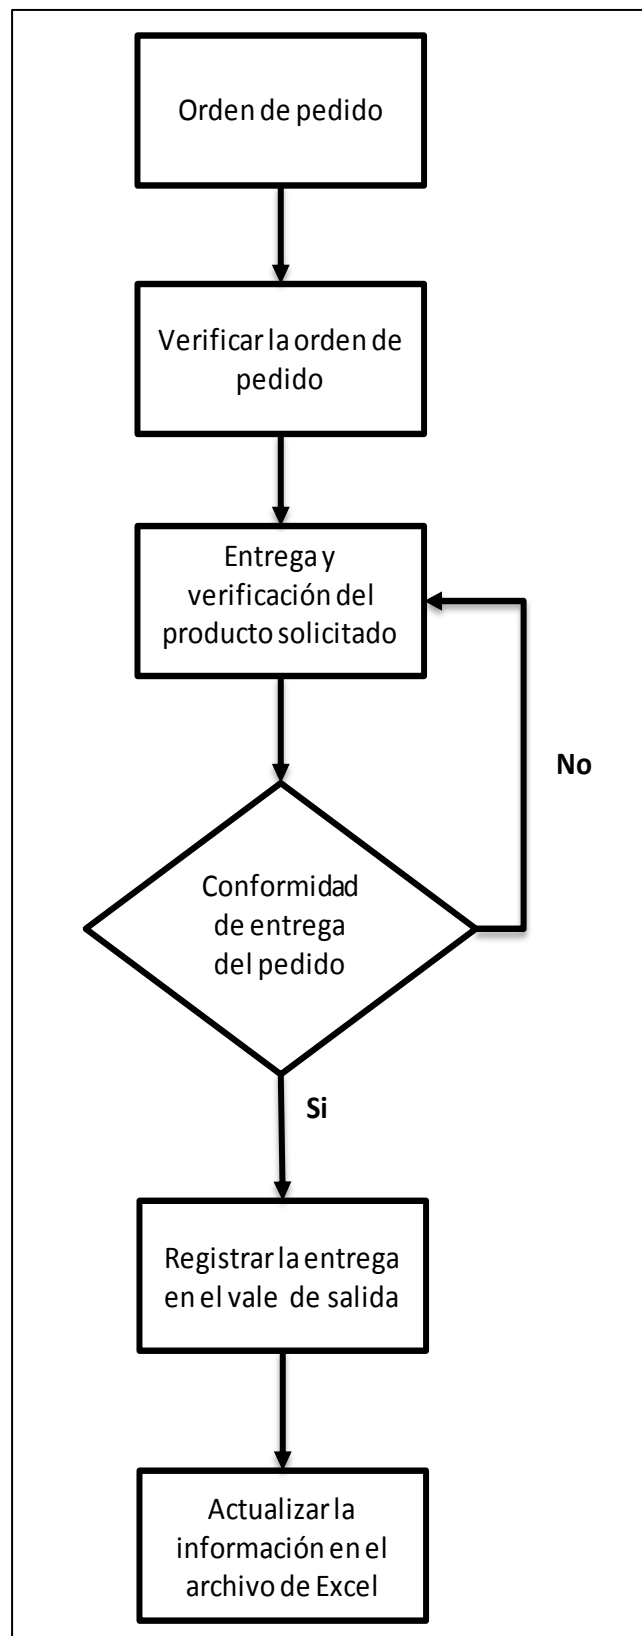 Orden de pedido
Verificar la orden de
pedido
Entrega y
verificación del
producto solicitado
No
Conformidad
de entrega
del pedido
Si
Registrar la entrega
en el vale de salida
Actualizar la
información en el
archivo de Excel